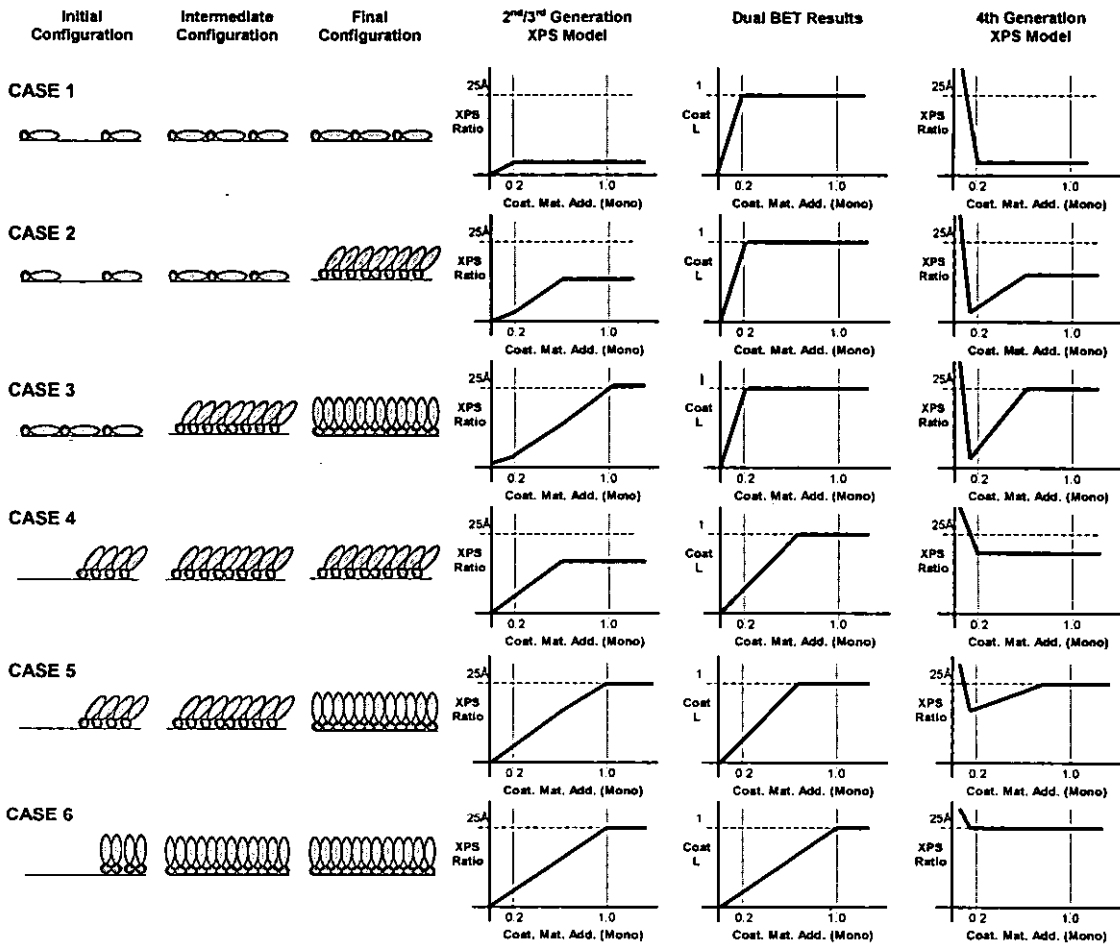 Initial Configuration
Intermediate Configuration
Final Configuration
2nd/3rd Generation XPS Model
Dual BET Results
4th Generation XPS Model
CASE 1
25Å
XPS Ratio
0.2
1.0
Coat. Mat. Add. (Mono)
1
Coat L
0.2
1.0
Coat. Mat. Add. (Mono)
25Å
XPS Ratio
0.2
1.0
Coat. Mat. Add. (Mono)
CASE 2
25Å
XPS Ratio
0.2
1.0
Coat. Mat. Add. (Mono)
1
Coat L
0.2
1.0
Coat. Mat. Add. (Mono)
25Å
XPS Ratio
0.2
1.0
Coat. Mat. Add. (Mono)
CASE 3
25Å
XPS Ratio
0.2
1.0
Coat. Mat. Add. (Mono)
1
Coat L
0.2
1.0
Coat. Mat. Add. (Mono)
25Å
XPS Ratio
0.2
1.0
Coat. Mat. Add. (Mono)
CASE 4
25Å
XPS Ratio
0.2
1.0
Coat. Mat. Add. (Mono)
1
Coat L
0.2
1.0
Coat. Mat. Add. (Mono)
25Å
XPS Ratio
0.2
1.0
Coat. Mat. Add. (Mono)
CASE 5
25Å
XPS Ratio
0.2
1.0
Coat. Mat. Add. (Mono)
1
Coat L
0.2
1.0
Coat. Mat. Add. (Mono)
25Å
XPS Ratio
0.2
1.0
Coat. Mat. Add. (Mono)
CASE 6
25Å
XPS Ratio
0.2
1.0
Coat. Mat. Add. (Mono)
1
Coat L
0.2
1.0
Coat. Mat. Add. (Mono)
25Å
XPS Ratio
0.2
1.0
Coat. Mat. Add. (Mono)